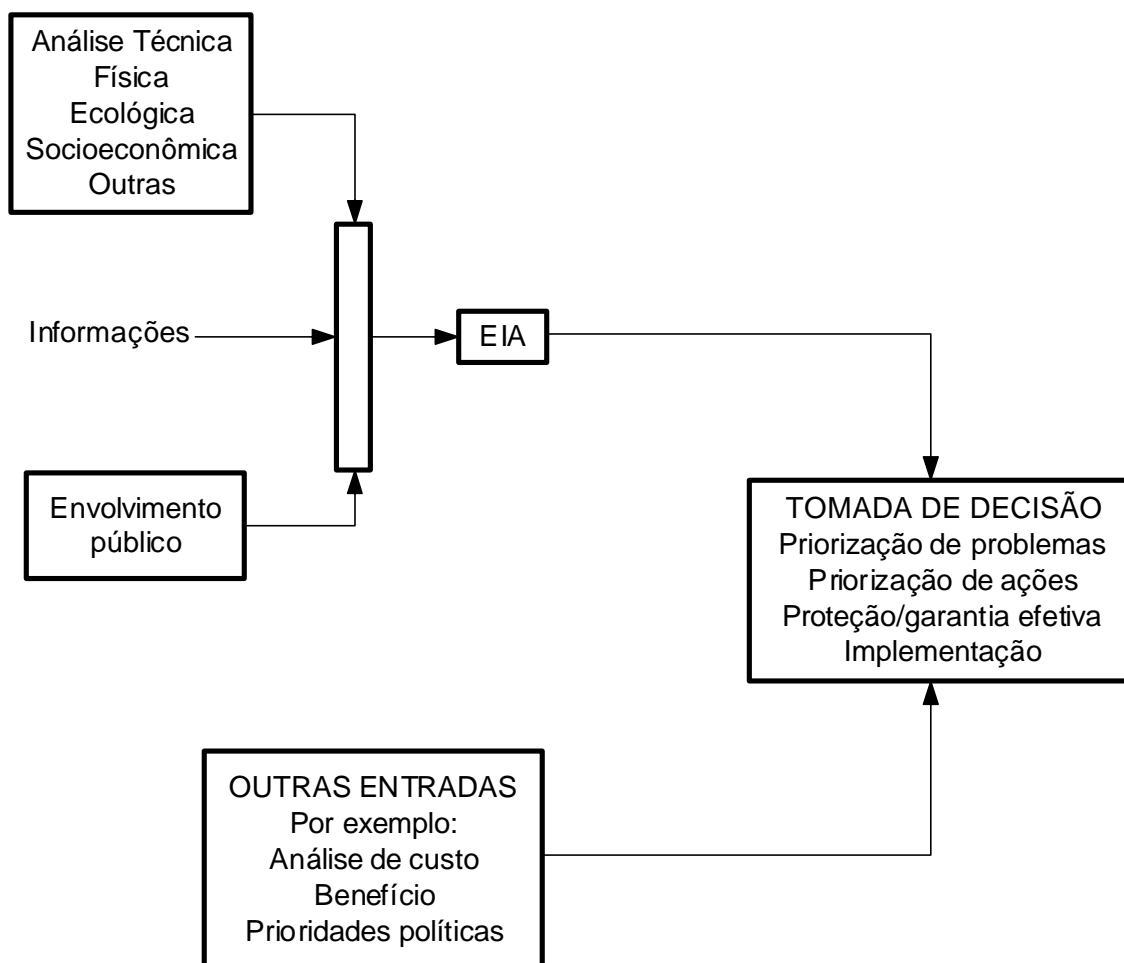 Análise Técnica
Física
Ecológica
Socioeconômica
Outras
Informações
EIA
Envolvimento
público
TOMADA DE DECISÃO
Priorização de problemas
Priorização de ações
Proteção/garantia efetiva
Implementação
OUTRAS ENTRADAS
Por exemplo:
Análise de custo
Benefício
Prioridades políticas